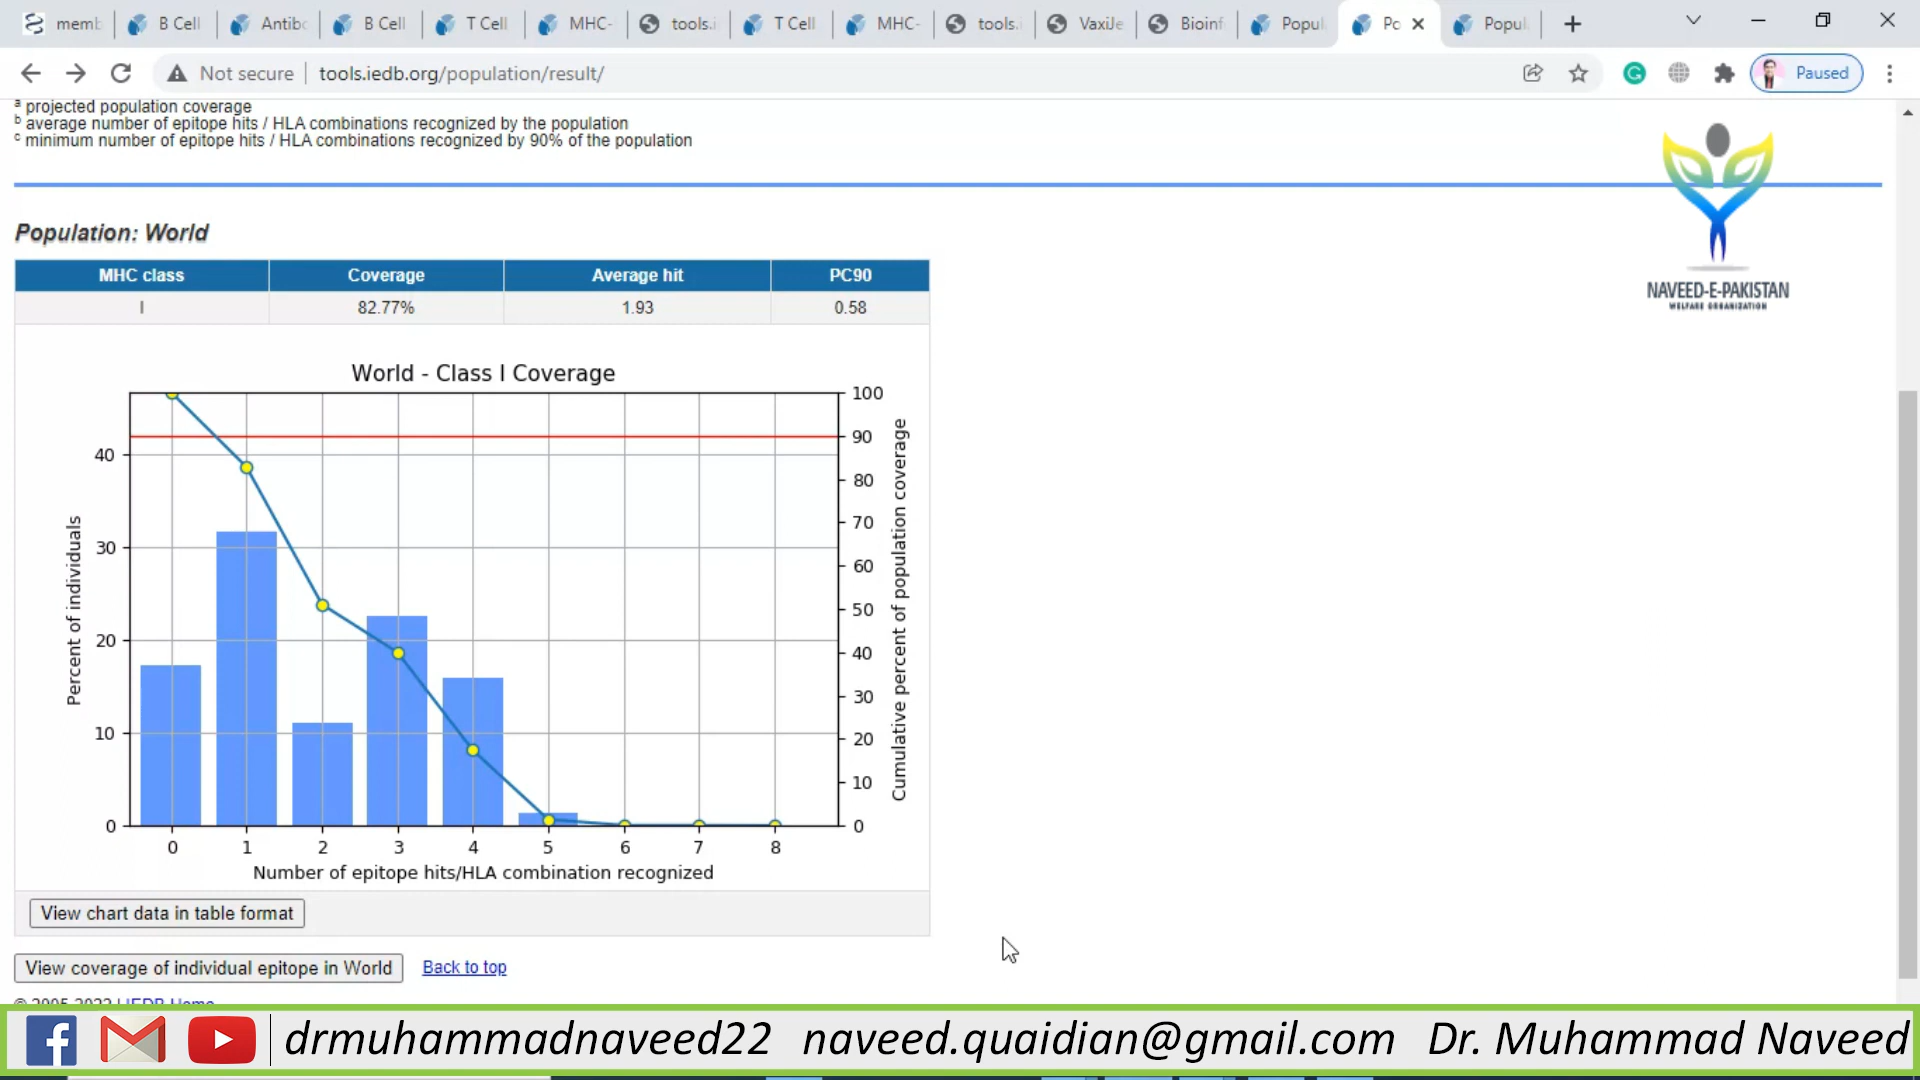 memb B Cell Antibo B Cell T Cell MHC- tools.i T Cell MHC- tools. VaxiJe Bioinf Popul Po Popul
Not secure tools.iedb.org/population/result/ Paused
a projected population coverage
b average number of epitope hits / HLA combinations recognized by the population
c minimum number of epitope hits / HLA combinations recognized by 90% of the population
NAVEED-E-PAKISTAN
WELFARE ORGANIZATION
Population: World
MHC class Coverage Average hit PC90
I 82.77% 1.93 0.58
World - Class I Coverage
Percent of individuals
40
30
20
10
0
100
90
80
70
60
50
40
30
20
10
0
Cumulative percent of population coverage
0 1 2 3 4 5 6 7 8
Number of epitope hits/HLA combination recognized
View chart data in table format
View coverage of individual epitope in World Back to top
© 2005-2022 | IEDB Home
drmuhammadnaveed22 naveed.quaidian@gmail.com Dr. Muhammad Naveed